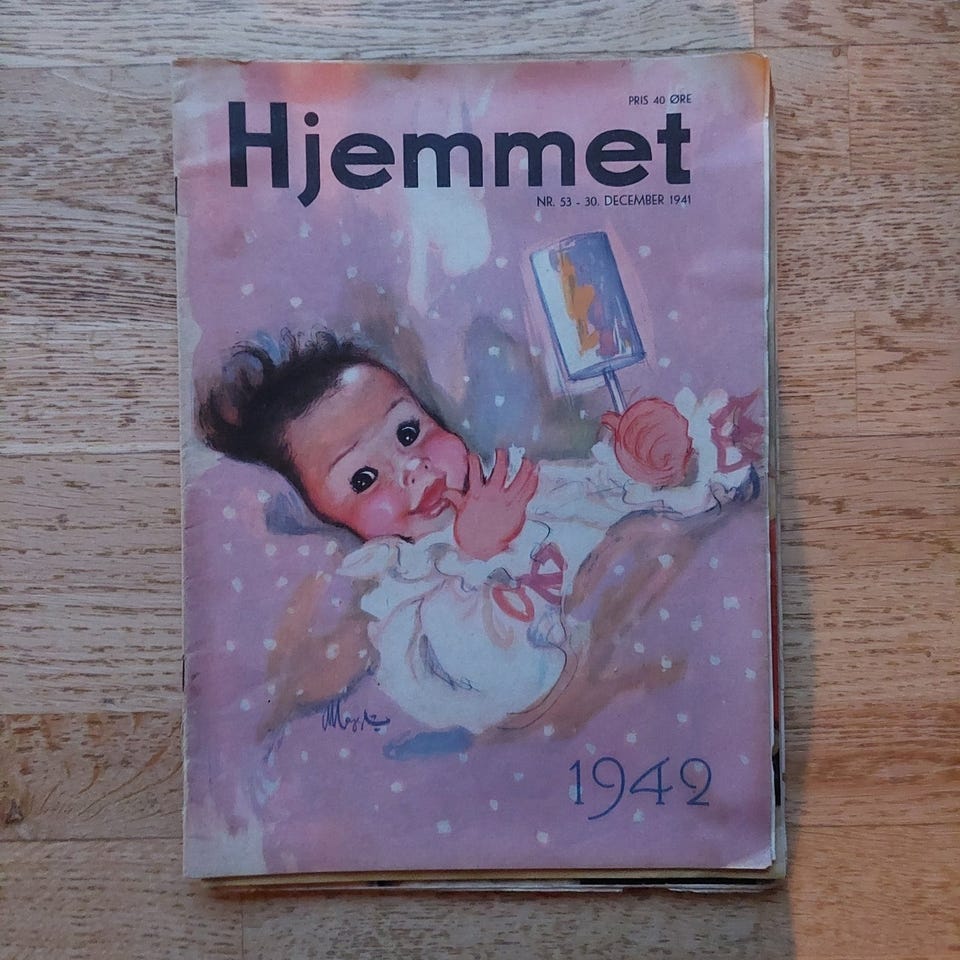 PRIS 40 ØRE
Hjemmet
NR. 53 - 30. DECEMBER 1941
1942